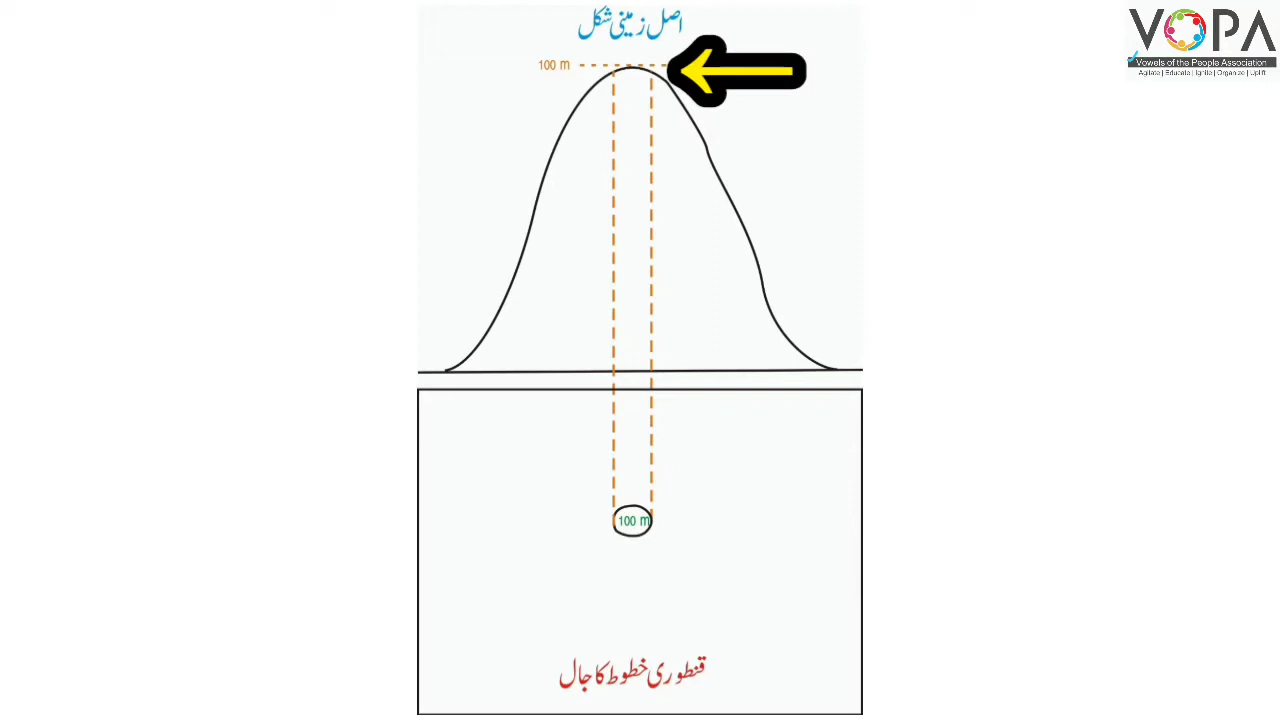 اصل زمینی شکل
VOPA
Vowels of the People Association
Agitate | Educate | Ignite | Organize | Uplift
100 m
100 m
قنطوری خطوط کا جال